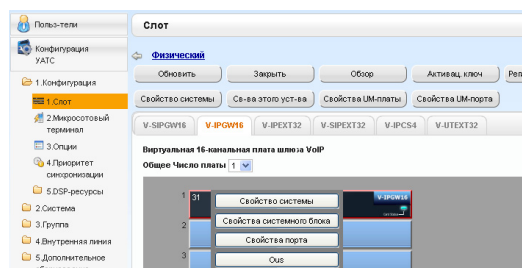 Польз-тели
Слот
Конфигурация
УАТС
Физический
Обновить
Закрыть
Обзор
Активац. ключ
1.Конфигурация
1.Слот
Свойство системы
Св-ва этого уст-ва
Свойства UM-платы
Свойства UM-порта
2.Микросотовый
терминал
V-SIPGW16
V-IPGW16
V-IPEXT32
V-SIPEXT32
V-IPCS4
V-UTEXT32
3.Опции
Виртуальная 16-канальная плата шлюза VoIP
4.Приоритет
синхронизации
Общее Число платы 1
5.DSP-ресурсы
1 31
Свойство системы
V-IPGW16
2.Система
Свойства системного блока
3.Группа
2
Свойства порта
4.Внутренняя линия
3
Ous
5.Дополнительное